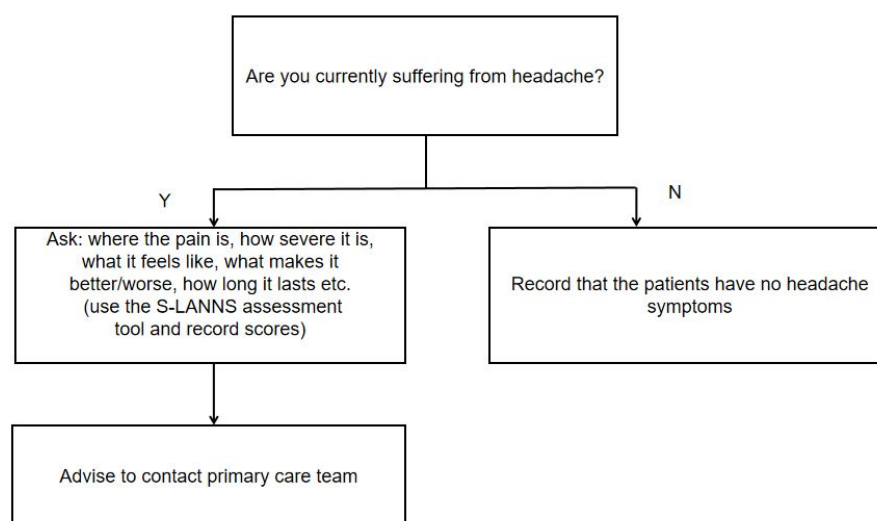 Are you currently suffering from headache?
Y
N
Ask: where the pain is, how severe it is,
what it feels like, what makes it
better/worse, how long it lasts etc.
(use the S-LANNS assessment
tool and record scores)
Record that the patients have no headache
symptoms
Advise to contact primary care team